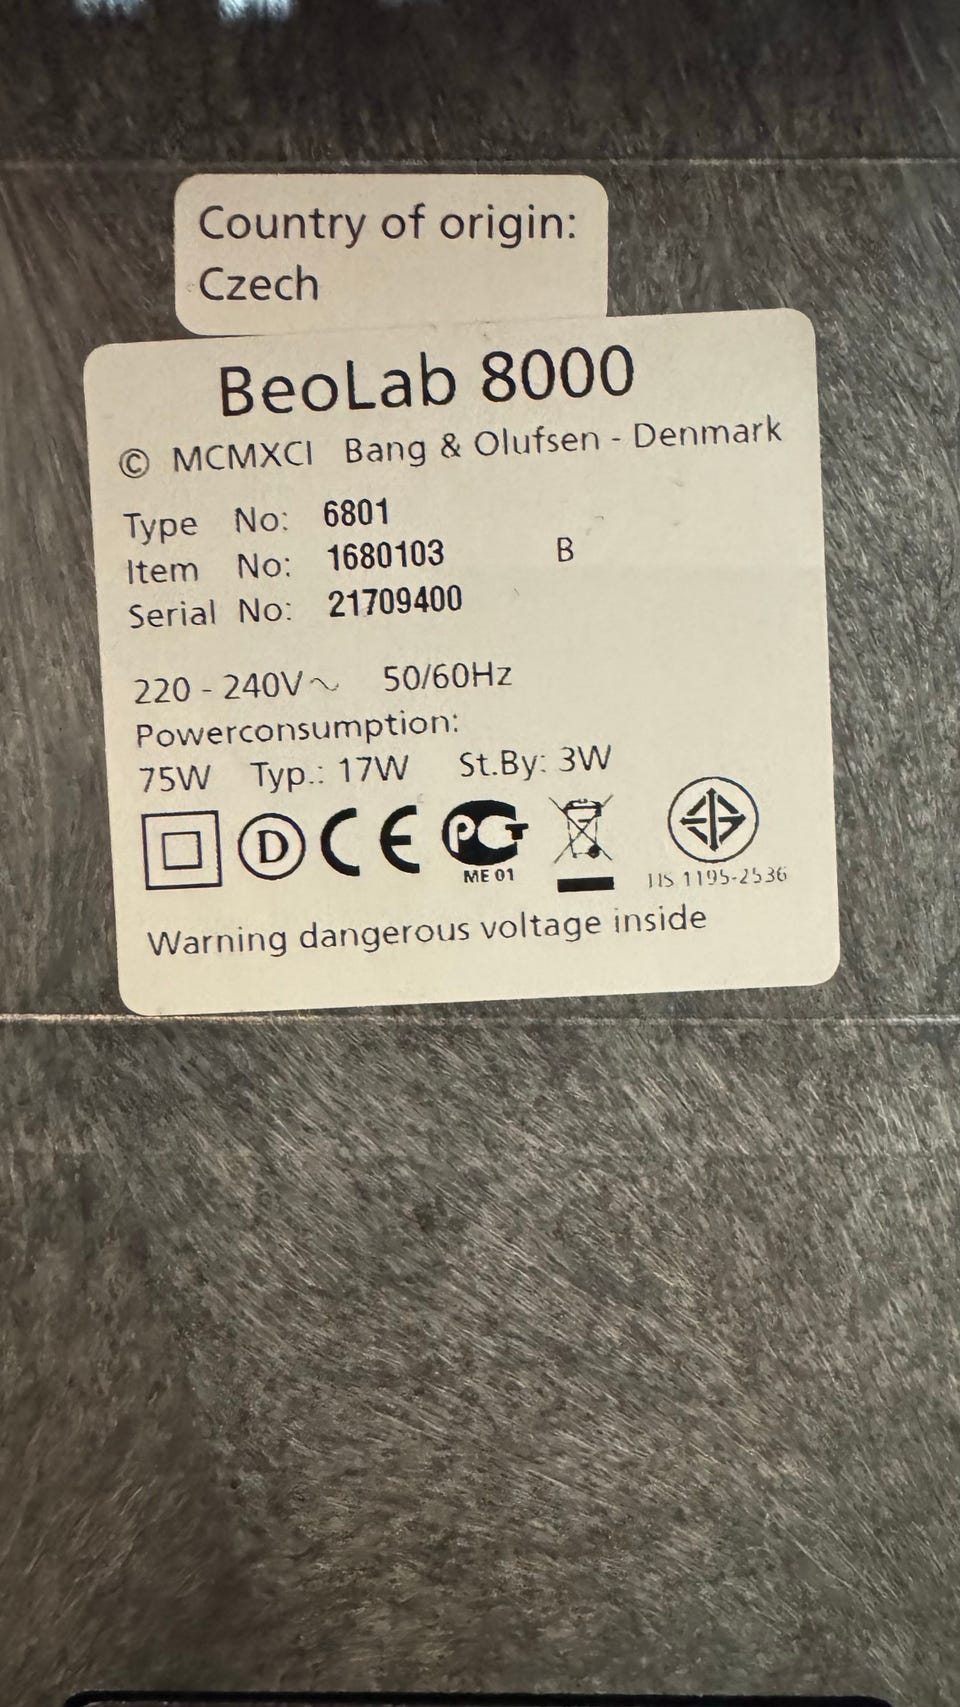 Country of origin:
Czech
BeoLab 8000
© MCMXCI Bang & Olufsen - Denmark
Type No: 6801
Item No: 1680103 B
Serial No: 21709400
220 - 240V~ 50/60Hz
Powerconsumption:
75W Typ.: 17W St.By: 3W
D CE PCT
ME 01
TIS 1195-2536
Warning dangerous voltage inside